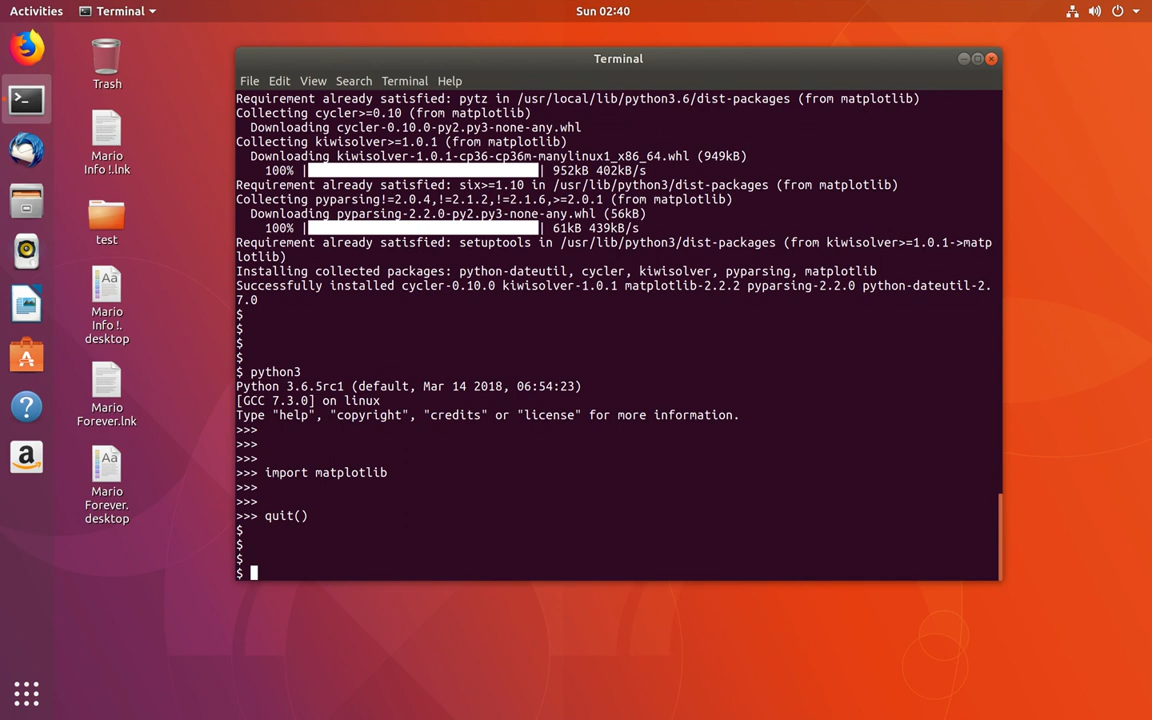 Activities
Terminal
Sun 02:40
Trash
Mario
Info !.lnk
test
Mario
Info !.
desktop
Mario
Forever.lnk
Mario
Forever.
desktop
Terminal
File Edit View Search Terminal Help
Requirement already satisfied: pytz in /usr/local/lib/python3.6/dist-packages (from matplotlib)
Collecting cycler>=0.10 (from matplotlib)
  Downloading cycler-0.10.0-py2.py3-none-any.whl
Collecting kiwisolver>=1.0.1 (from matplotlib)
  Downloading kiwisolver-1.0.1-cp36-cp36m-manylinux1_x86_64.whl (949kB)
    100% |████████████████████████████████| 952kB 402kB/s
Requirement already satisfied: six>=1.10 in /usr/lib/python3/dist-packages (from matplotlib)
Collecting pyparsing!=2.0.4,!=2.1.2,!=2.1.6,>=2.0.1 (from matplotlib)
  Downloading pyparsing-2.2.0-py2.py3-none-any.whl (56kB)
    100% |████████████████████████████████| 61kB 439kB/s
Requirement already satisfied: setuptools in /usr/lib/python3/dist-packages (from kiwisolver>=1.0.1->matp
lotlib)
Installing collected packages: python-dateutil, cycler, kiwisolver, pyparsing, matplotlib
Successfully installed cycler-0.10.0 kiwisolver-1.0.1 matplotlib-2.2.2 pyparsing-2.2.0 python-dateutil-2.
7.0
$
$
$
$
$ python3
Python 3.6.5rc1 (default, Mar 14 2018, 06:54:23)
[GCC 7.3.0] on linux
Type "help", "copyright", "credits" or "license" for more information.
>>>
>>>
>>>
>>> import matplotlib
>>>
>>>
>>> quit()
$
$
$
$